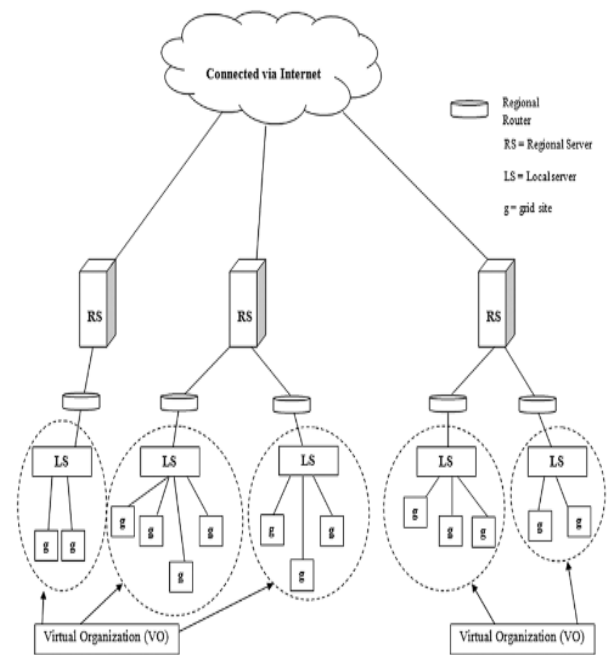 Connected via Internet
Regional
Router
RS = Regional Server
LS = Local server
g = grid site
RS
RS
RS
LS
LS
LS
LS
LS
g
g
g
g
g
g
g
g
g
g
g
g
g
g
Virtual Organization (VO)
Virtual Organization (VO)